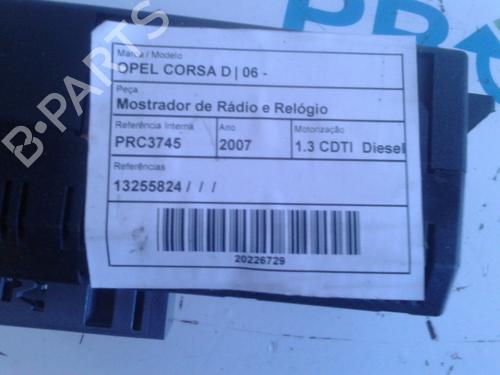 Marca / Modelo
OPEL CORSA D | 06 -
Peça
Mostrador de Rádio e Relógio
Referência Interna Ano Motorização
PRC3745 2007 1.3 CDTI Diesel
Referências
13255824 / / /
20226729
B-PARTS